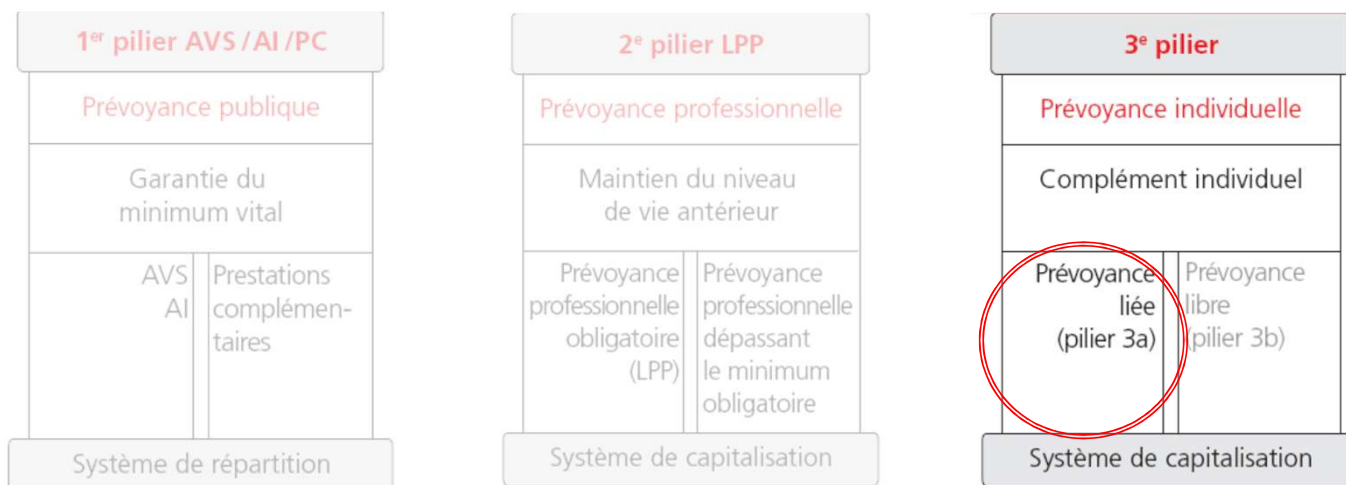 1er pilier AVS / AI / PC
Prévoyance publique
Garantie du
minimum vital
AVS
AI
Prestations
complémen-
taires
Système de répartition
2e pilier LPP
Prévoyance professionnelle
Maintien du niveau
de vie antérieur
Prévoyance
professionnelle
obligatoire
(LPP)
Prévoyance
professionnelle
dépassant
le minimum
obligatoire
Système de capitalisation
3e pilier
Prévoyance individuelle
Complément individuel
Prévoyance
liée
(pilier 3a)
Prévoyance
libre
(pilier 3b)
Système de capitalisation